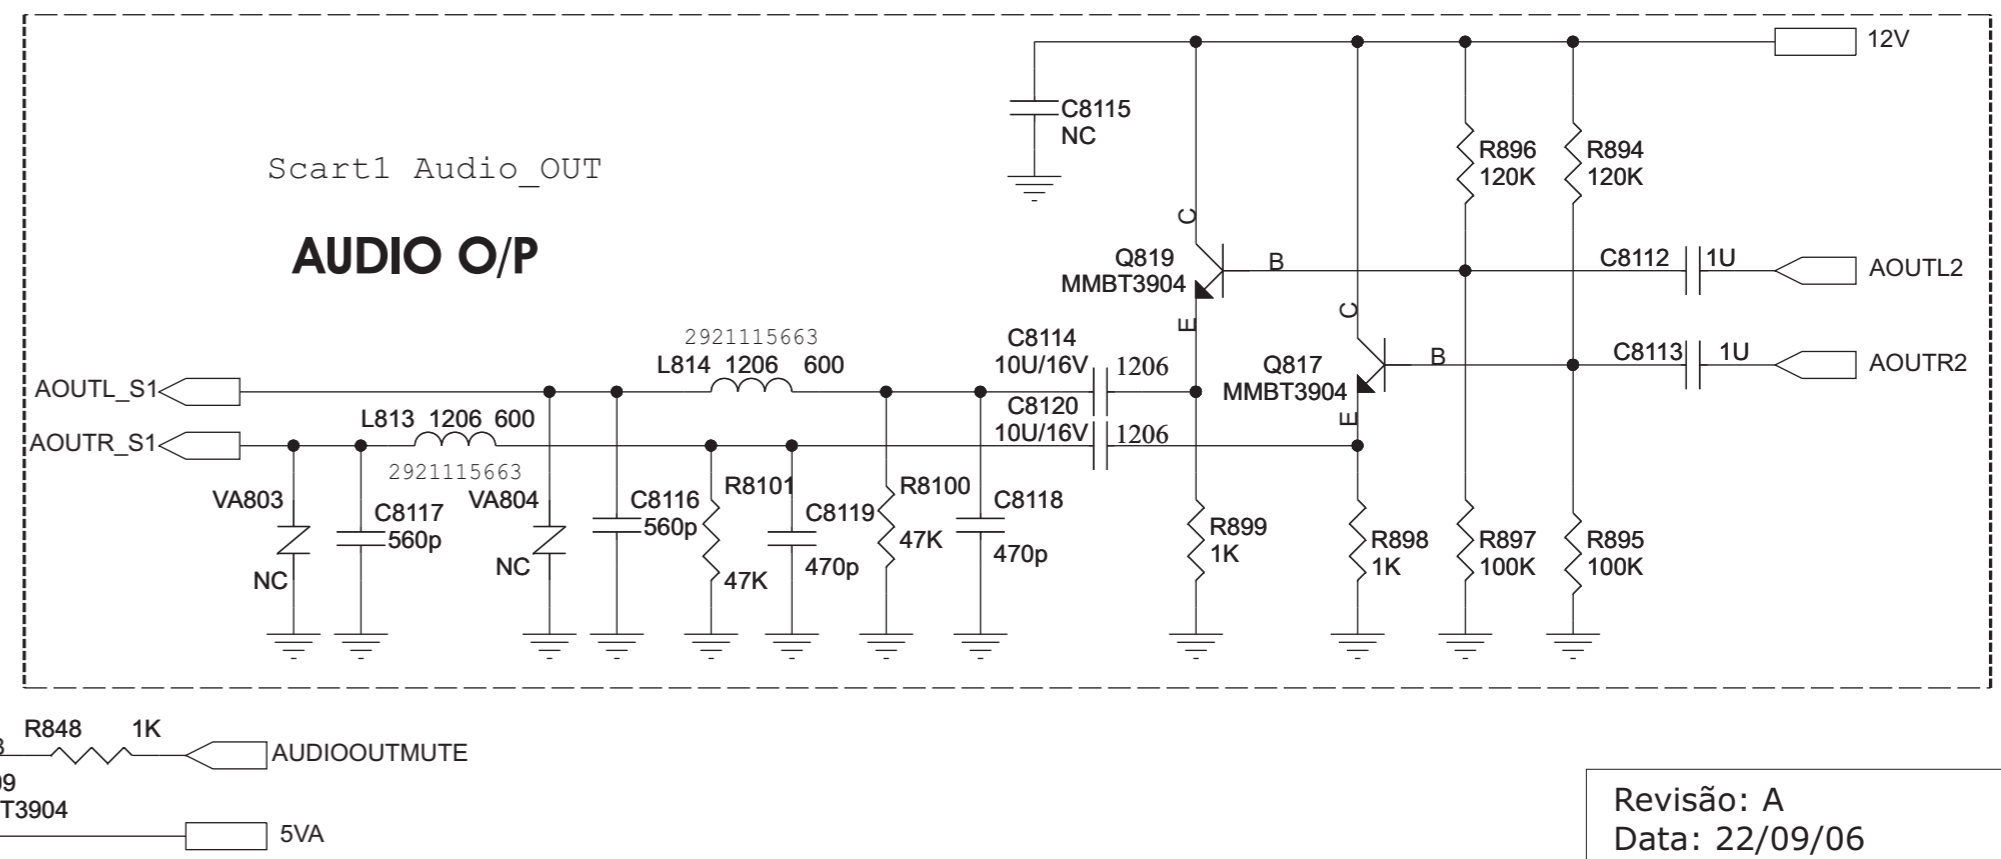 12V
C8115
NC
Scart1 Audio_OUT
R896
120K
R894
120K
AUDIO O/P
C
Q819
MMBT3904
B
C8112 1U
AOUTL2
E
C
2921115663
L814 1206 600
C8114
10U/16V 1206
Q817
MMBT3904
B
C8113 1U
AOUTR2
AOUTL_S1
L813 1206 600
C8120
10U/16V 1206
E
AOUTR_S1
2921115663
VA803
NC
C8117
560p
VA804
NC
C8116
560p
R8101
47K
C8119
470p
R8100
47K
C8118
470p
R899
1K
R898
1K
R897
100K
R895
100K
R848 1K
AUDIOOUTMUTE
T3904
5VA
Revisão: A
Data: 22/09/06